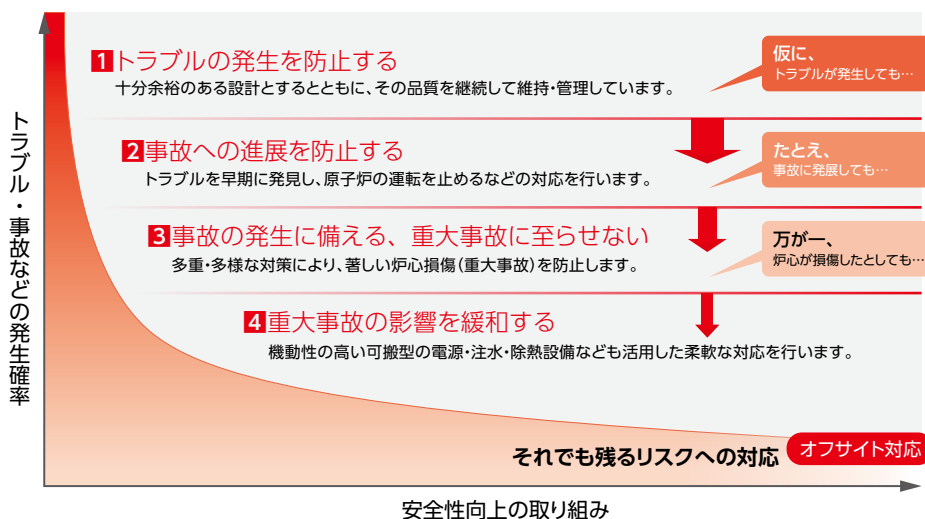 トラブル・事故などの発生確率
1 トラブルの発生を防止する
十分余裕のある設計とするとともに、その品質を継続して維持・管理しています。
仮に、
トラブルが発生しても…
2 事故への進展を防止する
トラブルを早期に発見し、原子炉の運転を止めるなどの対応を行います。
たとえ、
事故に発展しても…
3 事故の発生に備える、重大事故に至らせない
多重・多様な対策により、著しい炉心損傷(重大事故)を防止します。
万が一、
炉心が損傷したとしても…
4 重大事故の影響を緩和する
機動性の高い可搬型の電源・注水・除熱設備なども活用した柔軟な対応を行います。
それでも残るリスクへの対応
オフサイト対応
安全性向上の取り組み